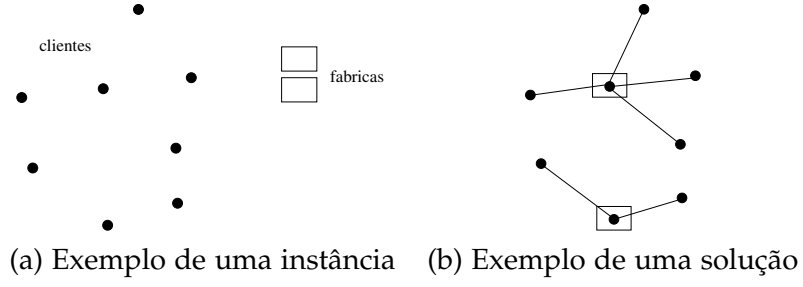 clientes
fabricas
(a) Exemplo de uma instância
(b) Exemplo de uma solução